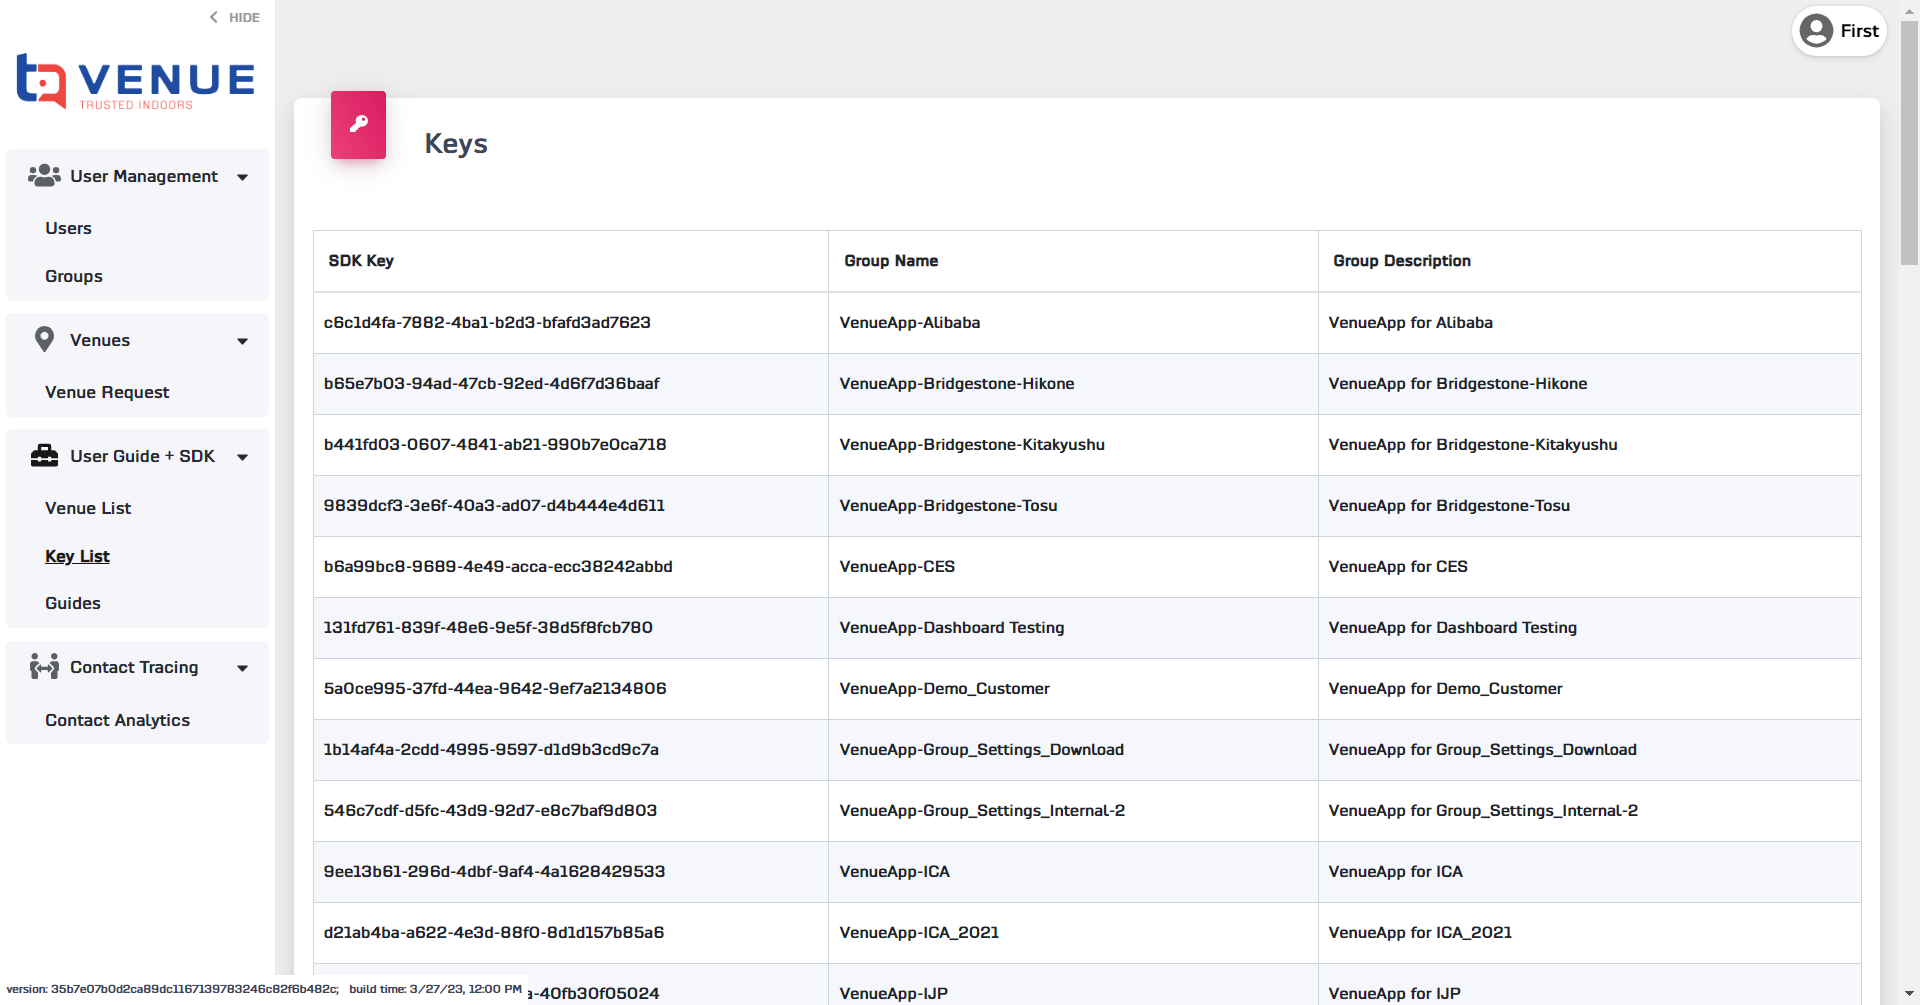 HIDE
VENUE
TRUSTED INDOORS
User Management
Users
Groups
Venues
Venue Request
User Guide + SDK
Venue List
Key List
Guides
Contact Tracing
Contact Analytics
First
Keys
SDK Key Group Name Group Description
c6c1d4fa-7882-4ba1-b2d3-bfafd3ad7623 VenueApp-Alibaba VenueApp for Alibaba
b65e7b03-94ad-47cb-92ed-4d6f7d36baaf VenueApp-Bridgestone-Hikone VenueApp for Bridgestone-Hikone
b441fd03-0607-4841-ab21-990b7e0ca718 VenueApp-Bridgestone-Kitakyushu VenueApp for Bridgestone-Kitakyushu
9839dcf3-3e6f-40a3-ad07-d4b444e4d611 VenueApp-Bridgestone-Tosu VenueApp for Bridgestone-Tosu
b6a99bc8-9689-4e49-acca-ecc38242abbd VenueApp-CES VenueApp for CES
131fd761-839f-48e6-9e5f-38d5f8fcb780 VenueApp-Dashboard Testing VenueApp for Dashboard Testing
5a0ce995-37fd-44ea-9642-9ef7a2134806 VenueApp-Demo_Customer VenueApp for Demo_Customer
1b14af4a-2cdd-4995-9597-d1d9b3cd9c7a VenueApp-Group_Settings_Download VenueApp for Group_Settings_Download
546c7cdf-d5fc-43d9-92d7-e8c7baf9d803 VenueApp-Group_Settings_Internal-2 VenueApp for Group_Settings_Internal-2
9ee13b61-296d-4dbf-9af4-4a1628429533 VenueApp-ICA VenueApp for ICA
d21ab4ba-a622-4e3d-88f0-8d1d157b85a6 VenueApp-ICA_2021 VenueApp for ICA_2021
-40fb30f05024 VenueApp-IJP VenueApp for IJP
version: 35b7e07b0d2ca89dc1167139783246c82f6b482c; build time: 3/27/23, 12:00 PM